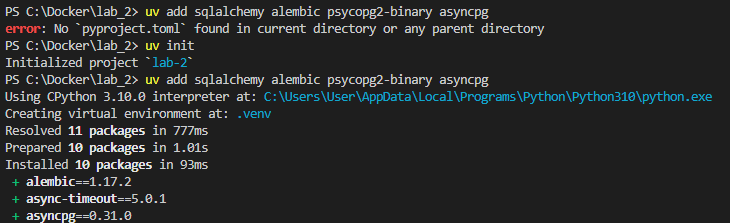 PS C:\Docker\lab_2> uv add sqlalchemy alembic psycopg2-binary asyncpg
error: No `pyproject.toml` found in current directory or any parent directory
PS C:\Docker\lab_2> uv init
Initialized project `lab-2`
PS C:\Docker\lab_2> uv add sqlalchemy alembic psycopg2-binary asyncpg
Using CPython 3.10.0 interpreter at: C:\Users\User\AppData\Local\Programs\Python\Python310\python.exe
Creating virtual environment at: .venv
Resolved 11 packages in 777ms
Prepared 10 packages in 1.01s
Installed 10 packages in 93ms
+ alembic==1.17.2
+ async-timeout==5.0.1
+ asyncpg==0.31.0